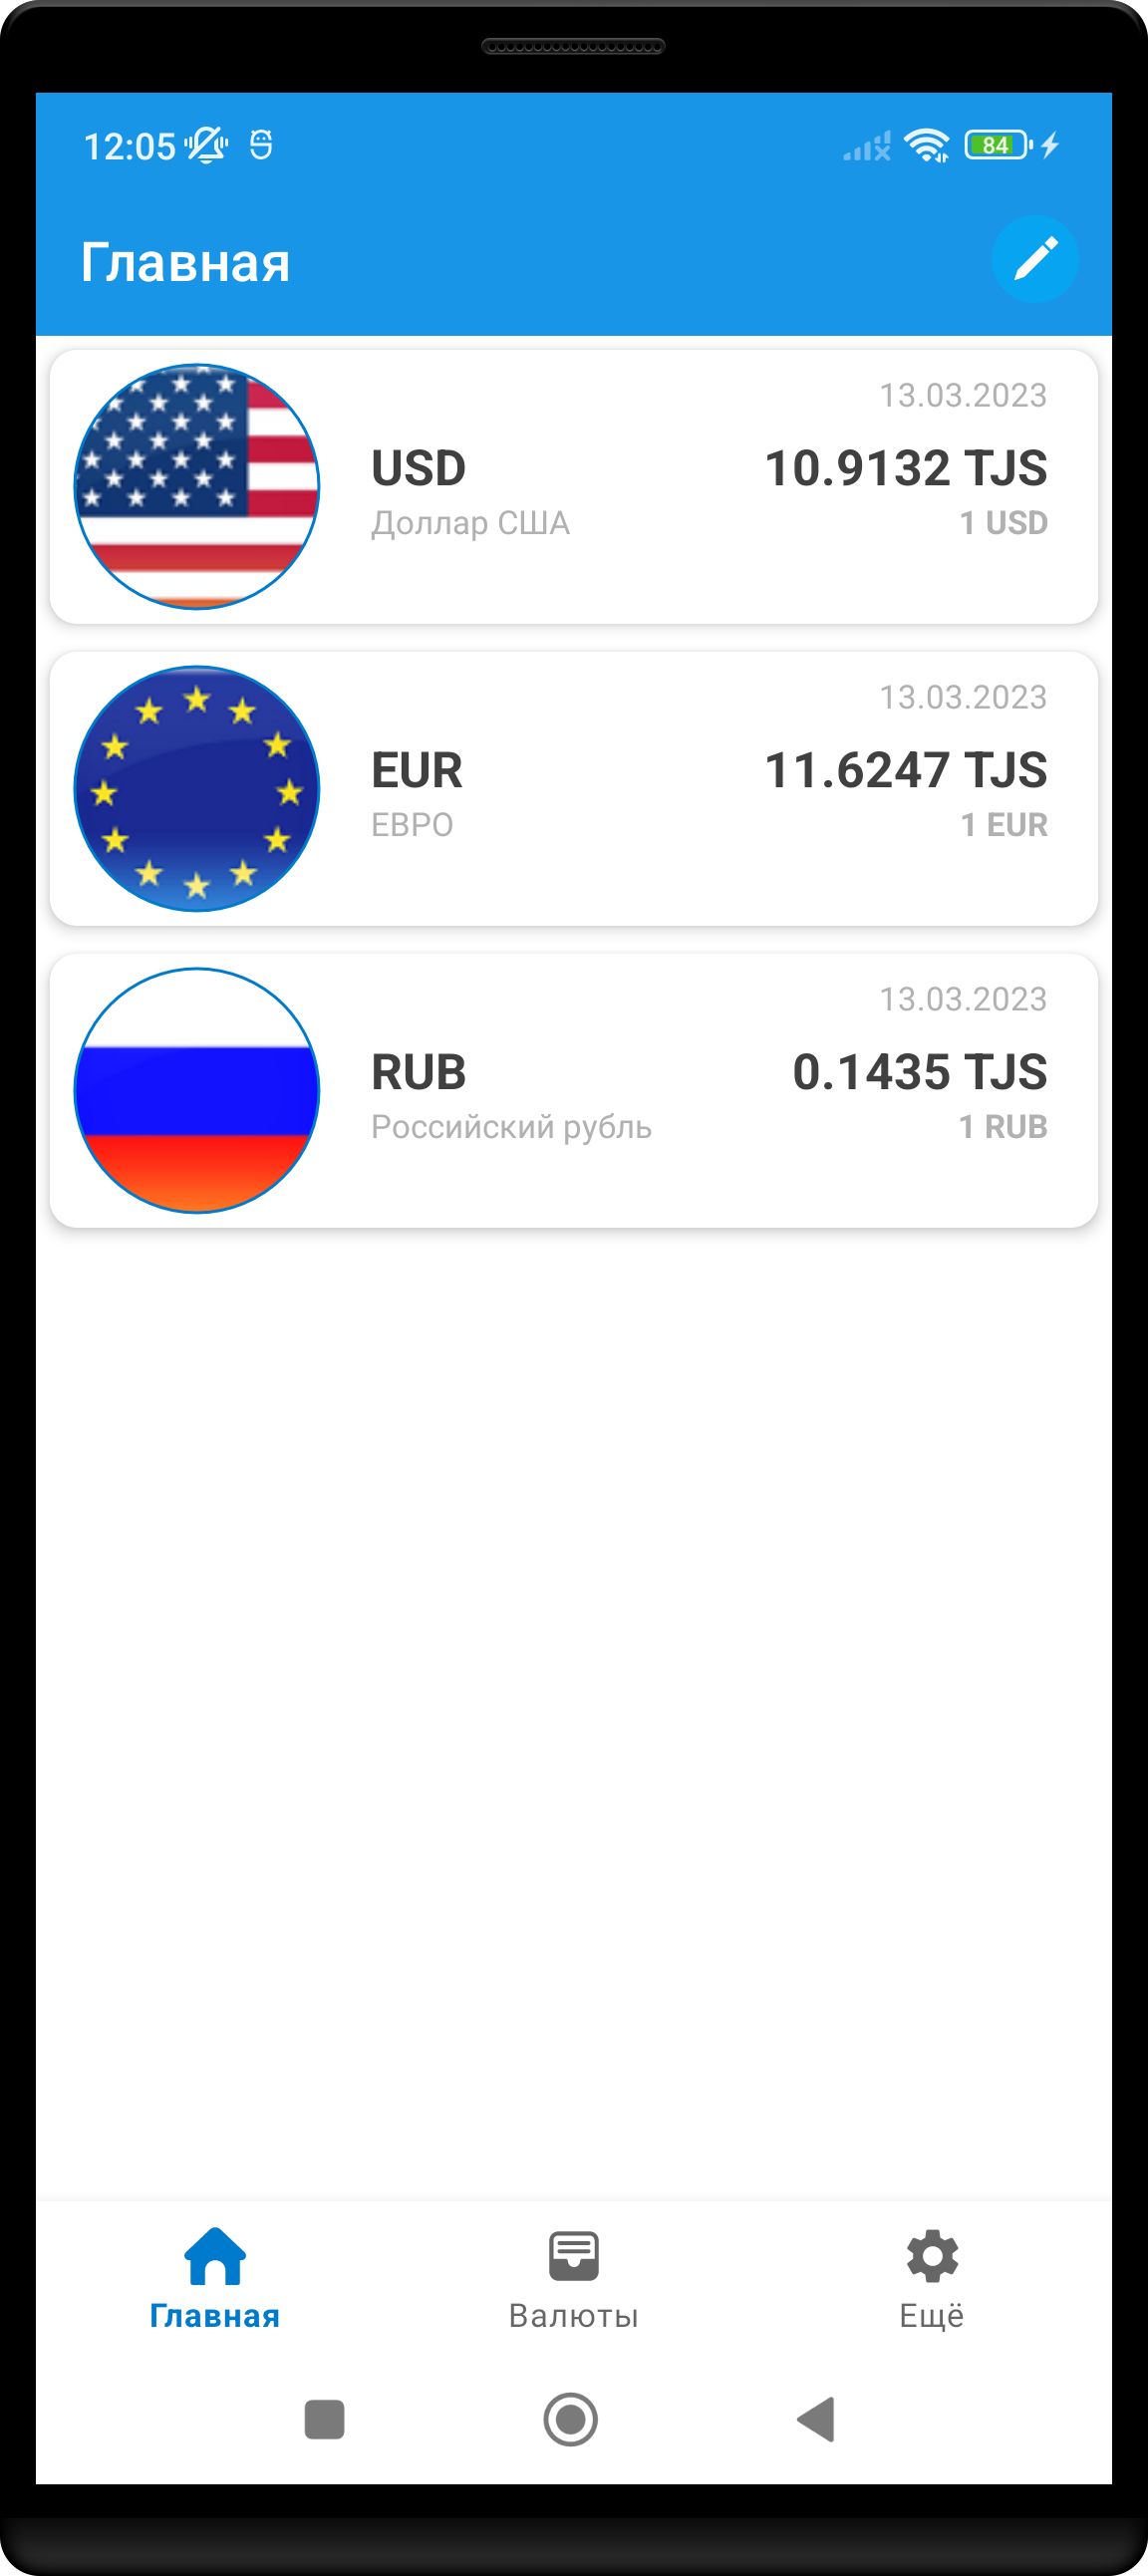 12:05
84
Главная
13.03.2023
USD 10.9132 TJS
Доллар США 1 USD
13.03.2023
EUR 11.6247 TJS
ЕВРО 1 EUR
13.03.2023
RUB 0.1435 TJS
Российский рубль 1 RUB
Главная Валюты Ещё